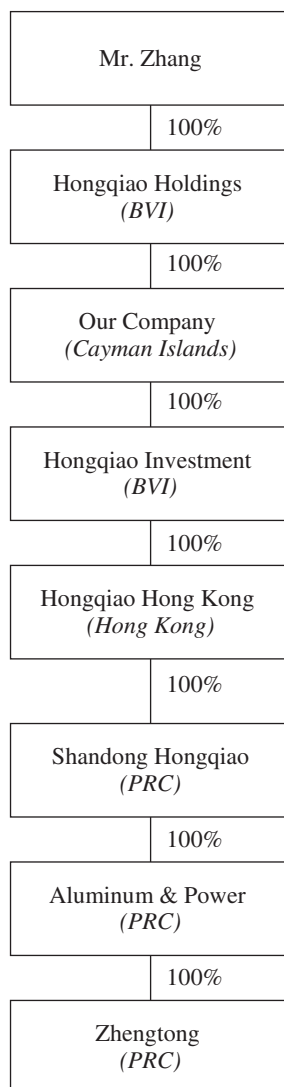 Mr. Zhang
100%
Hongqiao Holdings
(BVI)
100%
Our Company
(Cayman Islands)
100%
Hongqiao Investment
(BVI)
100%
Hongqiao Hong Kong
(Hong Kong)
100%
Shandong Hongqiao
(PRC)
100%
Aluminum & Power
(PRC)
100%
Zhengtong
(PRC)